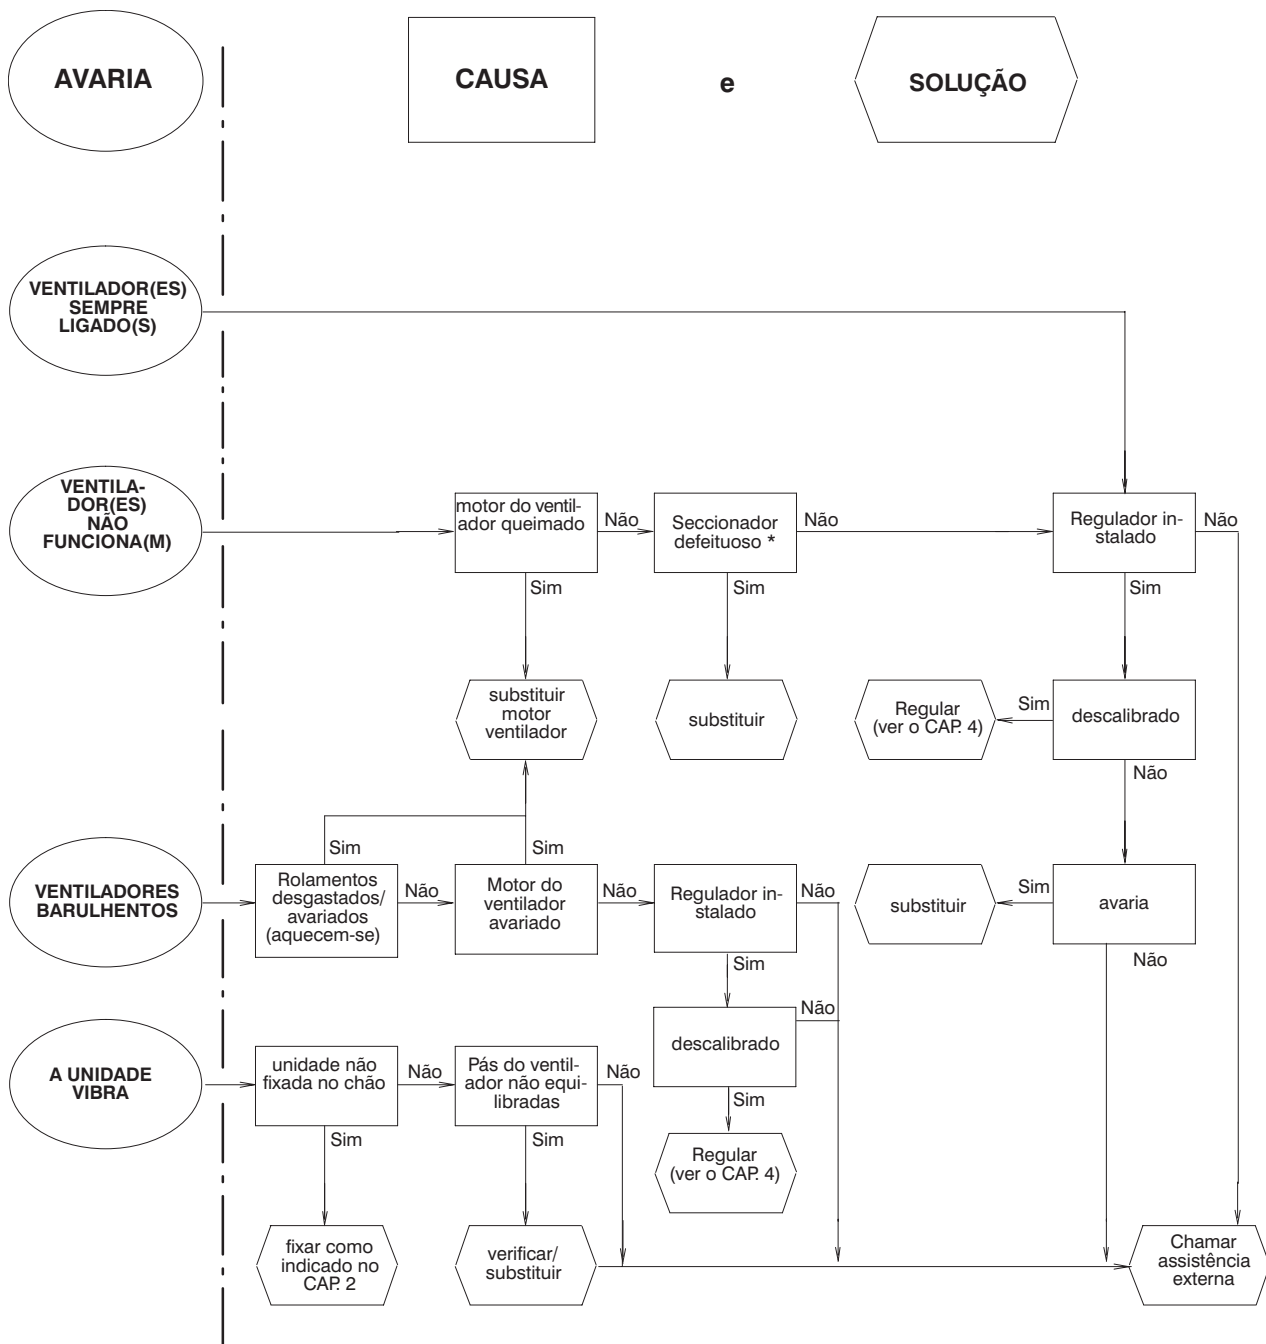 AVARIA
CAUSA
e
SOLUÇÃO
VENTILADOR(ES)
SEMPRE
LIGADO(S)
VENTILA-
DOR(ES)
NÃO
FUNCIONA(M)
motor do ventil-
ador queimado
Não
Sim
Seccionador
defeituoso *
Não
Sim
Regulador in-
stalado
Não
Sim
substituir
motor
ventilador
substituir
Regular
(ver o CAP. 4)
Sim
descalibrado
Não
VENTILADORES
BARULHENTOS
Sim
Rolamentos
desgastados/
avariados
(aquecem-se)
Não
Sim
Motor do
ventilador
avariado
Não
Regulador in-
stalado
Não
Sim
substituir
Sim
avaria
Não
descalibrado
Não
Sim
Regular
(ver o CAP. 4)
A UNIDADE
VIBRA
unidade não
fixada no chão
Não
Sim
Pás do ventil-
ador não equi-
libradas
Não
Sim
fixar como
indicado no
CAP. 2
verificar/
substituir
Chamar
assistência
externa